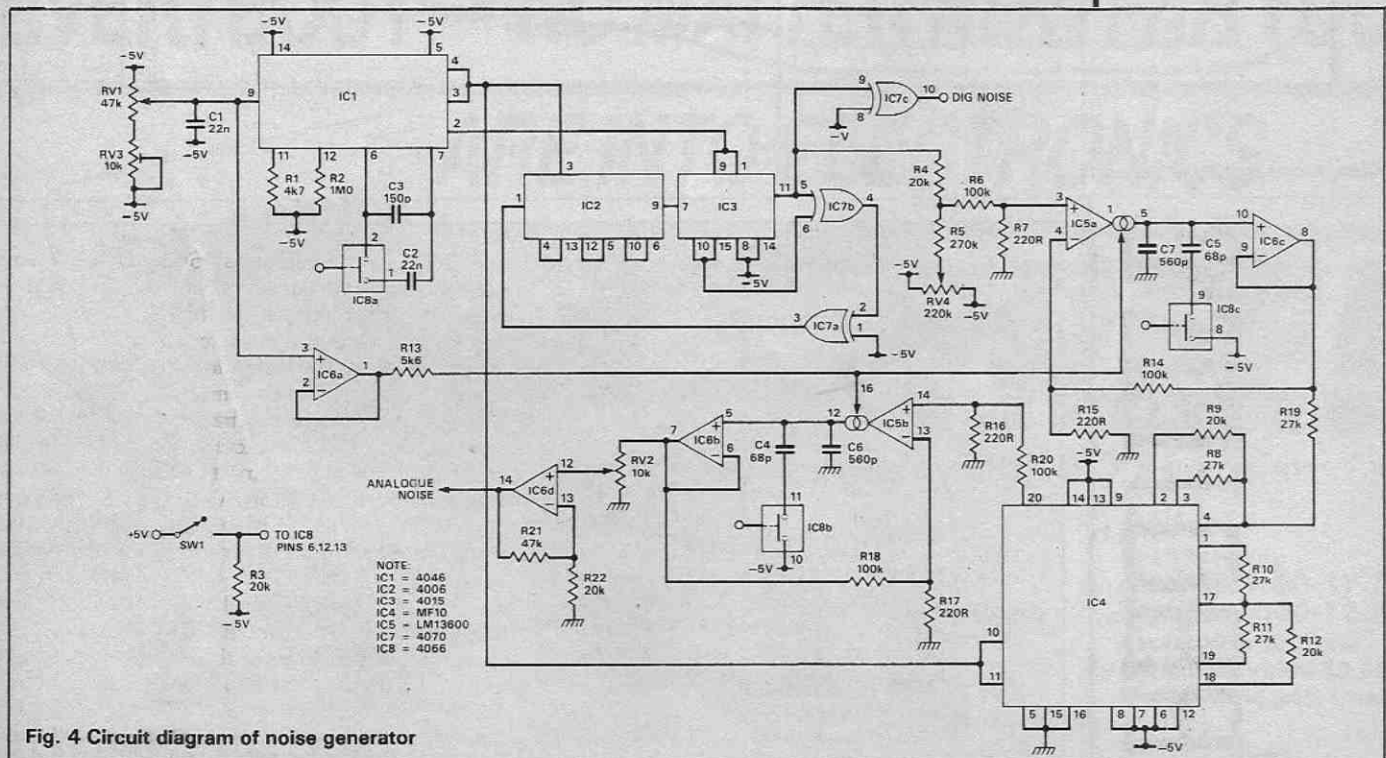 -5V
-5V
-5V
14
5
RV1
47k
9
IC1
4
3
2
C1
22n
-5V
RV3
10k
-5V
11
12
6
7
R1
4k7
R2
1M0
-5V
C3
150p
2
1
C2
22n
IC8a
3
1
IC2
9
7
IC3
9
1
11
4
13
12
5
10
6
10
15
8
14
-5V
9
8
IC7c
10
DIG NOISE
-V
5
6
IC7b
4
3
IC7a
2
1
-5V
R4
20k
R6
100k
R5
270k
R7
220R
-5V
RV4
220k
-5V
3
4
IC5a
1
5
C7
560p
C5
68p
10
9
IC6c
8
9
IC8c
8
-5V
R14
100k
R15
220R
R9
20k
R8
27k
R19
27k
3
2
IC6a
1
R13
5k6
16
ANALOGUE
NOISE
14
IC6d
12
13
RV2
10k
7
IC6b
5
6
C4
68p
12
C6
560p
IC5b
14
13
R16
220R
R20
100k
11
IC8b
10
-5V
R21
47k
R22
20k
R18
100k
R17
220R
-5V
20
14
13
9
2
3
4
1
17
19
18
IC4
10
11
5
15
16
8
7
6
12
-5V
R10
27k
R11
27k
R12
20k
+5V
SW1
TO IC8
PINS 6,12,13
R3
20k
-5V
NOTE:
IC1 = 4046
IC2 = 4006
IC3 = 4015
IC4 = MF10
IC5 = LM13600
IC7 = 4070
IC8 = 4066
Fig. 4 Circuit diagram of noise generator